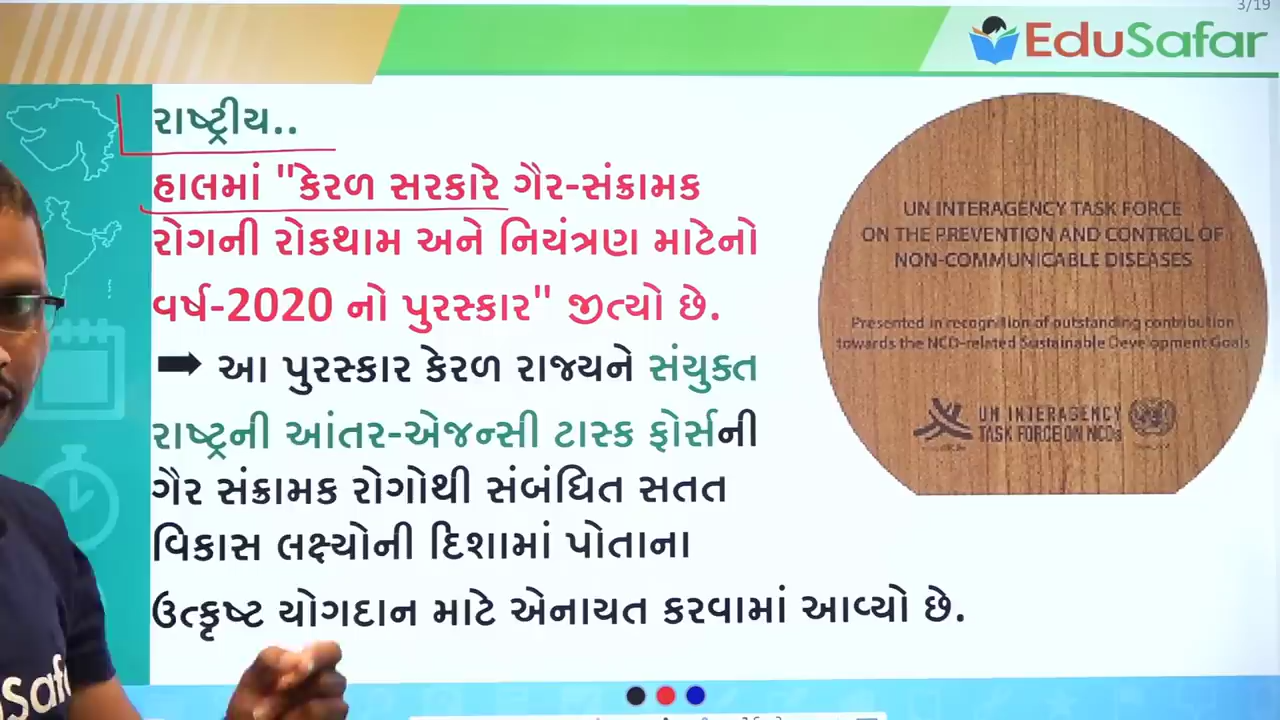 3/19
EduSafar
રાષ્ટ્રીય..
હાલમાં "કેરળ સરકારે ગૈર-સંક્રામક
રોગની રોકથામ અને નિયંત્રણ માટેનો
વર્ષ-2020 નો પુરસ્કાર" જીત્યો છે.
➡ આ પુરસ્કાર કેરળ રાજ્યને સંયુક્ત
રાષ્ટ્રની આંતર-એજન્સી ટાસ્ક ફોર્સની
ગૈર સંક્રામક રોગોથી સંબંધિત સતત
વિકાસ લક્ષ્યોની દિશામાં પોતાના
ઉત્કૃષ્ટ યોગદાન માટે એનાયત કરવામાં આવ્યો છે.
UN INTERAGENCY TASK FORCE
ON THE PREVENTION AND CONTROL OF
NON-COMMUNICABLE DISEASES
Presented in recognition of outstanding contribution
towards the NCD-related Sustainable Development Goals
UN INTERAGENCY
TASK FORCE ON NCDs
Safa